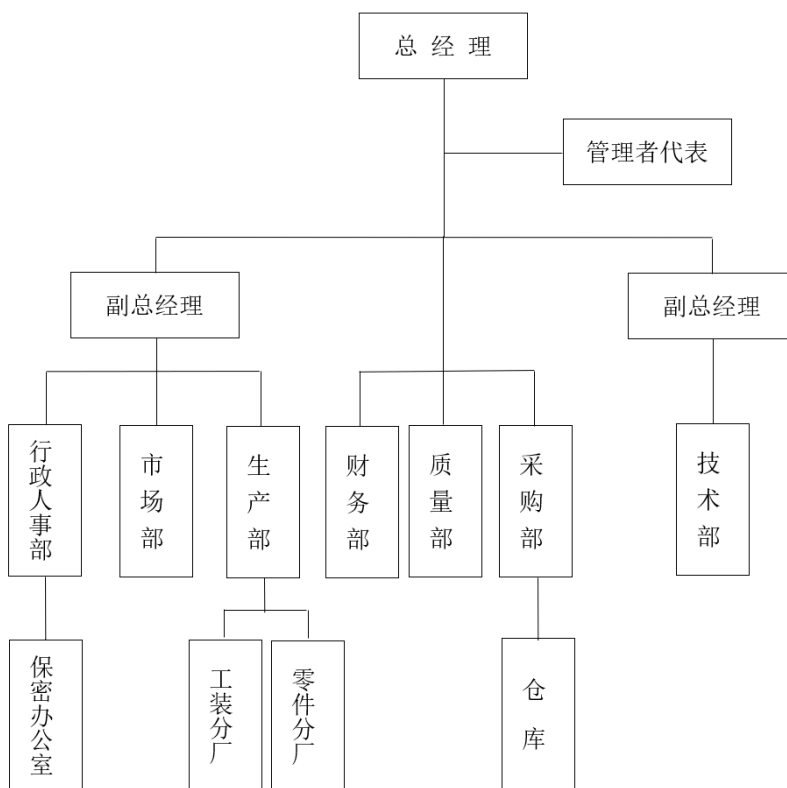 总经理
管理者代表
副总经理
副总经理
行政人事部
市场部
生产部
财务部
质量部
采购部
技术部
保密办公室
工装分厂
零件分厂
仓库